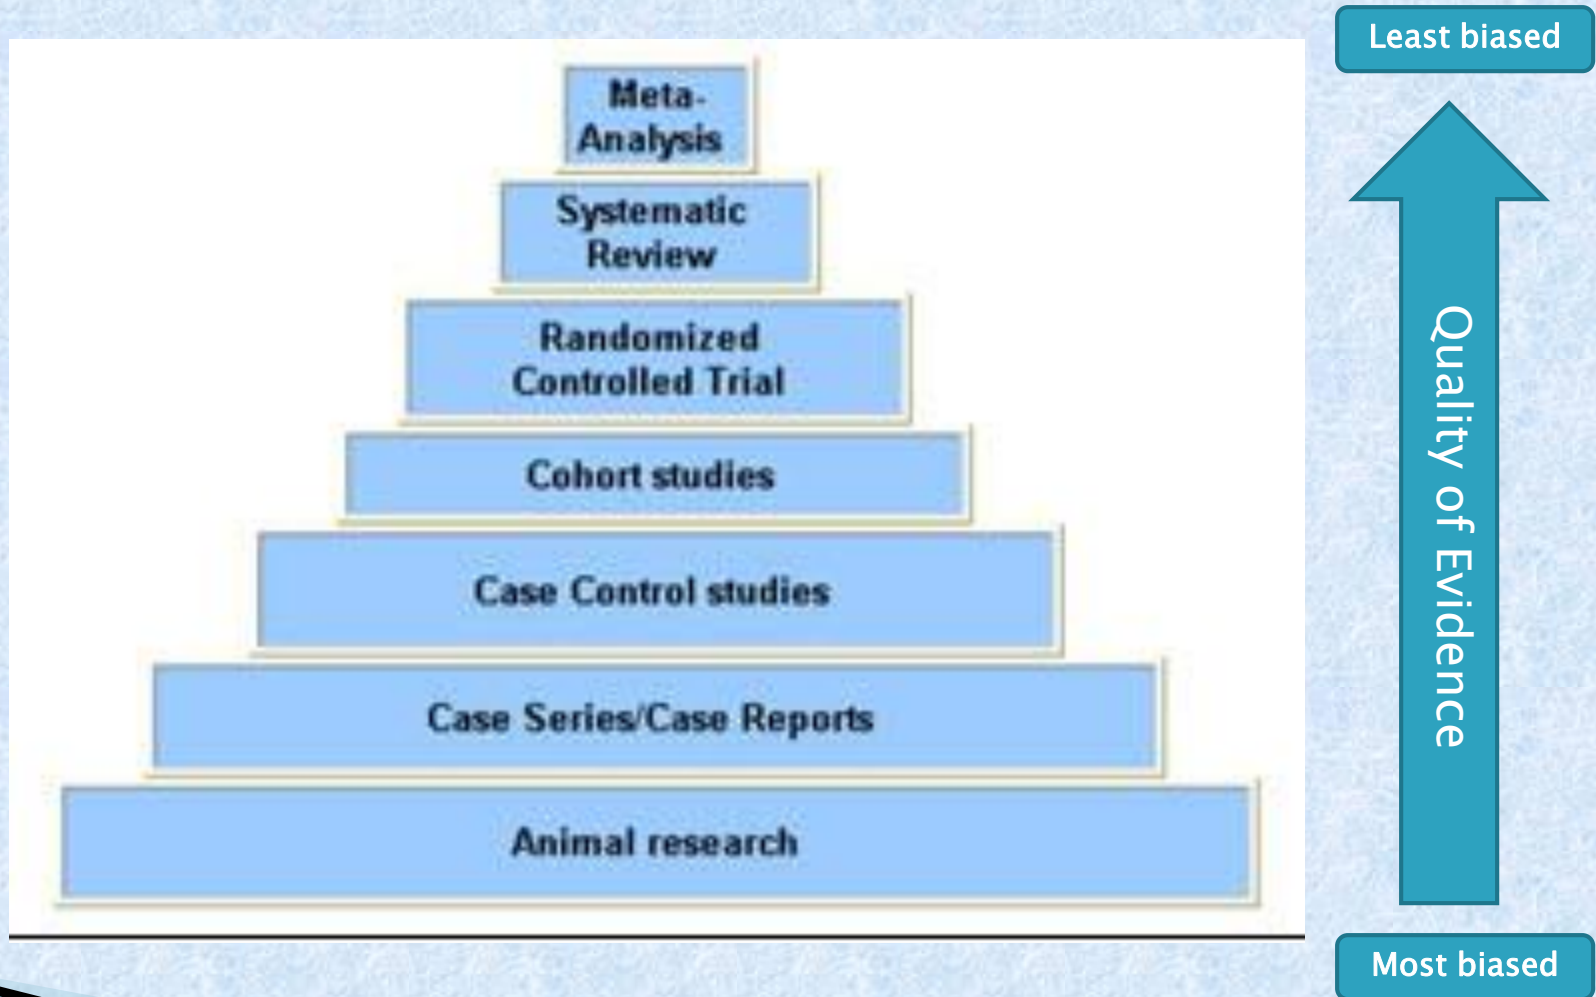 Least biased
Meta-
Analysis
Systematic
Review
Randomized
Controlled Trial
Cohort studies
Case Control studies
Case Series/Case Reports
Animal research
Quality of Evidence
Most biased